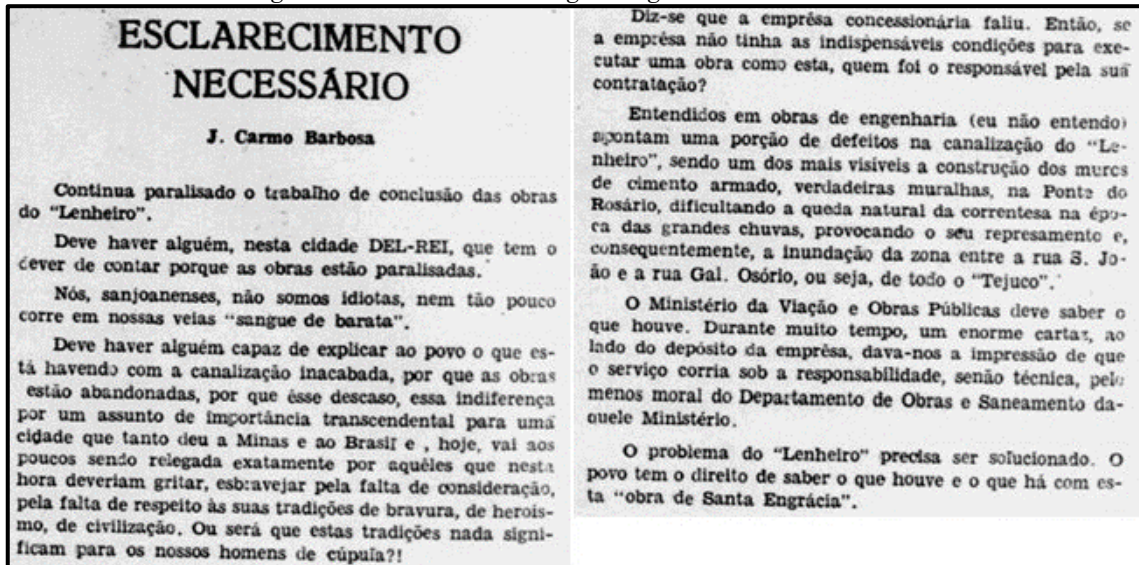 ESCLARECIMENTO
NECESSÁRIO
J. Carmo Barbosa
Continua paralisado o trabalho de conclusão das obras
do "Lenheiro".
Deve haver alguém, nesta cidade DEL-REI, que tem o
dever de contar porque as obras estão paralisadas.
Nós, sanjoanenses, não somos idiotas, nem tão pouco
corre em nossas veias "sangue de barata".
Deve haver alguém capaz de explicar ao povo o que es-
tá havendo com a canalização inacabada, por que as obras
estão abandonadas, por que êsse descaso, essa indiferença
por um assunto de importância transcendental para uma
cidade que tanto deu a Minas e ao Brasil e , hoje, vai aos
poucos sendo relegada exatamente por aquêles que nesta
hora deveriam gritar, esbravejar pela falta de consideração,
pela falta de respeito às suas tradições de bravura, de herois-
mo, de civilização. Ou será que estas tradições nada signi-
ficam para os nossos homens de cúpula?!
Diz-se que a emprêsa concessionária faliu. Então, se
a emprêsa não tinha as indispensáveis condições para exe-
cutar uma obra como esta, quem foi o responsável pela sua
contratação?
Entendidos em obras de engenharia (eu não entendo)
apontam uma porção de defeitos na canalização do "Le-
nheiro", sendo um dos mais visíveis a construção dos muros
de cimento armado, verdadeiras muralhas, na Ponte do
Rosário, dificultando a queda natural da correntesa na épo-
ca das grandes chuvas, provocando o seu represamento e,
consequentemente, a inundação da zona entre a rua S. Jo-
ão e a rua Gal. Osório, ou seja, de todo o "Tejuco".
O Ministério da Viação e Obras Públicas deve saber o
que houve. Durante muito tempo, um enorme cartaz, ao
lado do depósito da emprêsa, dava-nos a impressão de que
o serviço corria sob a responsabilidade, senão técnica, pelo
menos moral do Departamento de Obras e Saneamento da-
quele Ministério.
O problema do "Lenheiro" precisa ser solucionado. O
povo tem o direito de saber o que houve e o que há com es-
ta "obra de Santa Engrácia".